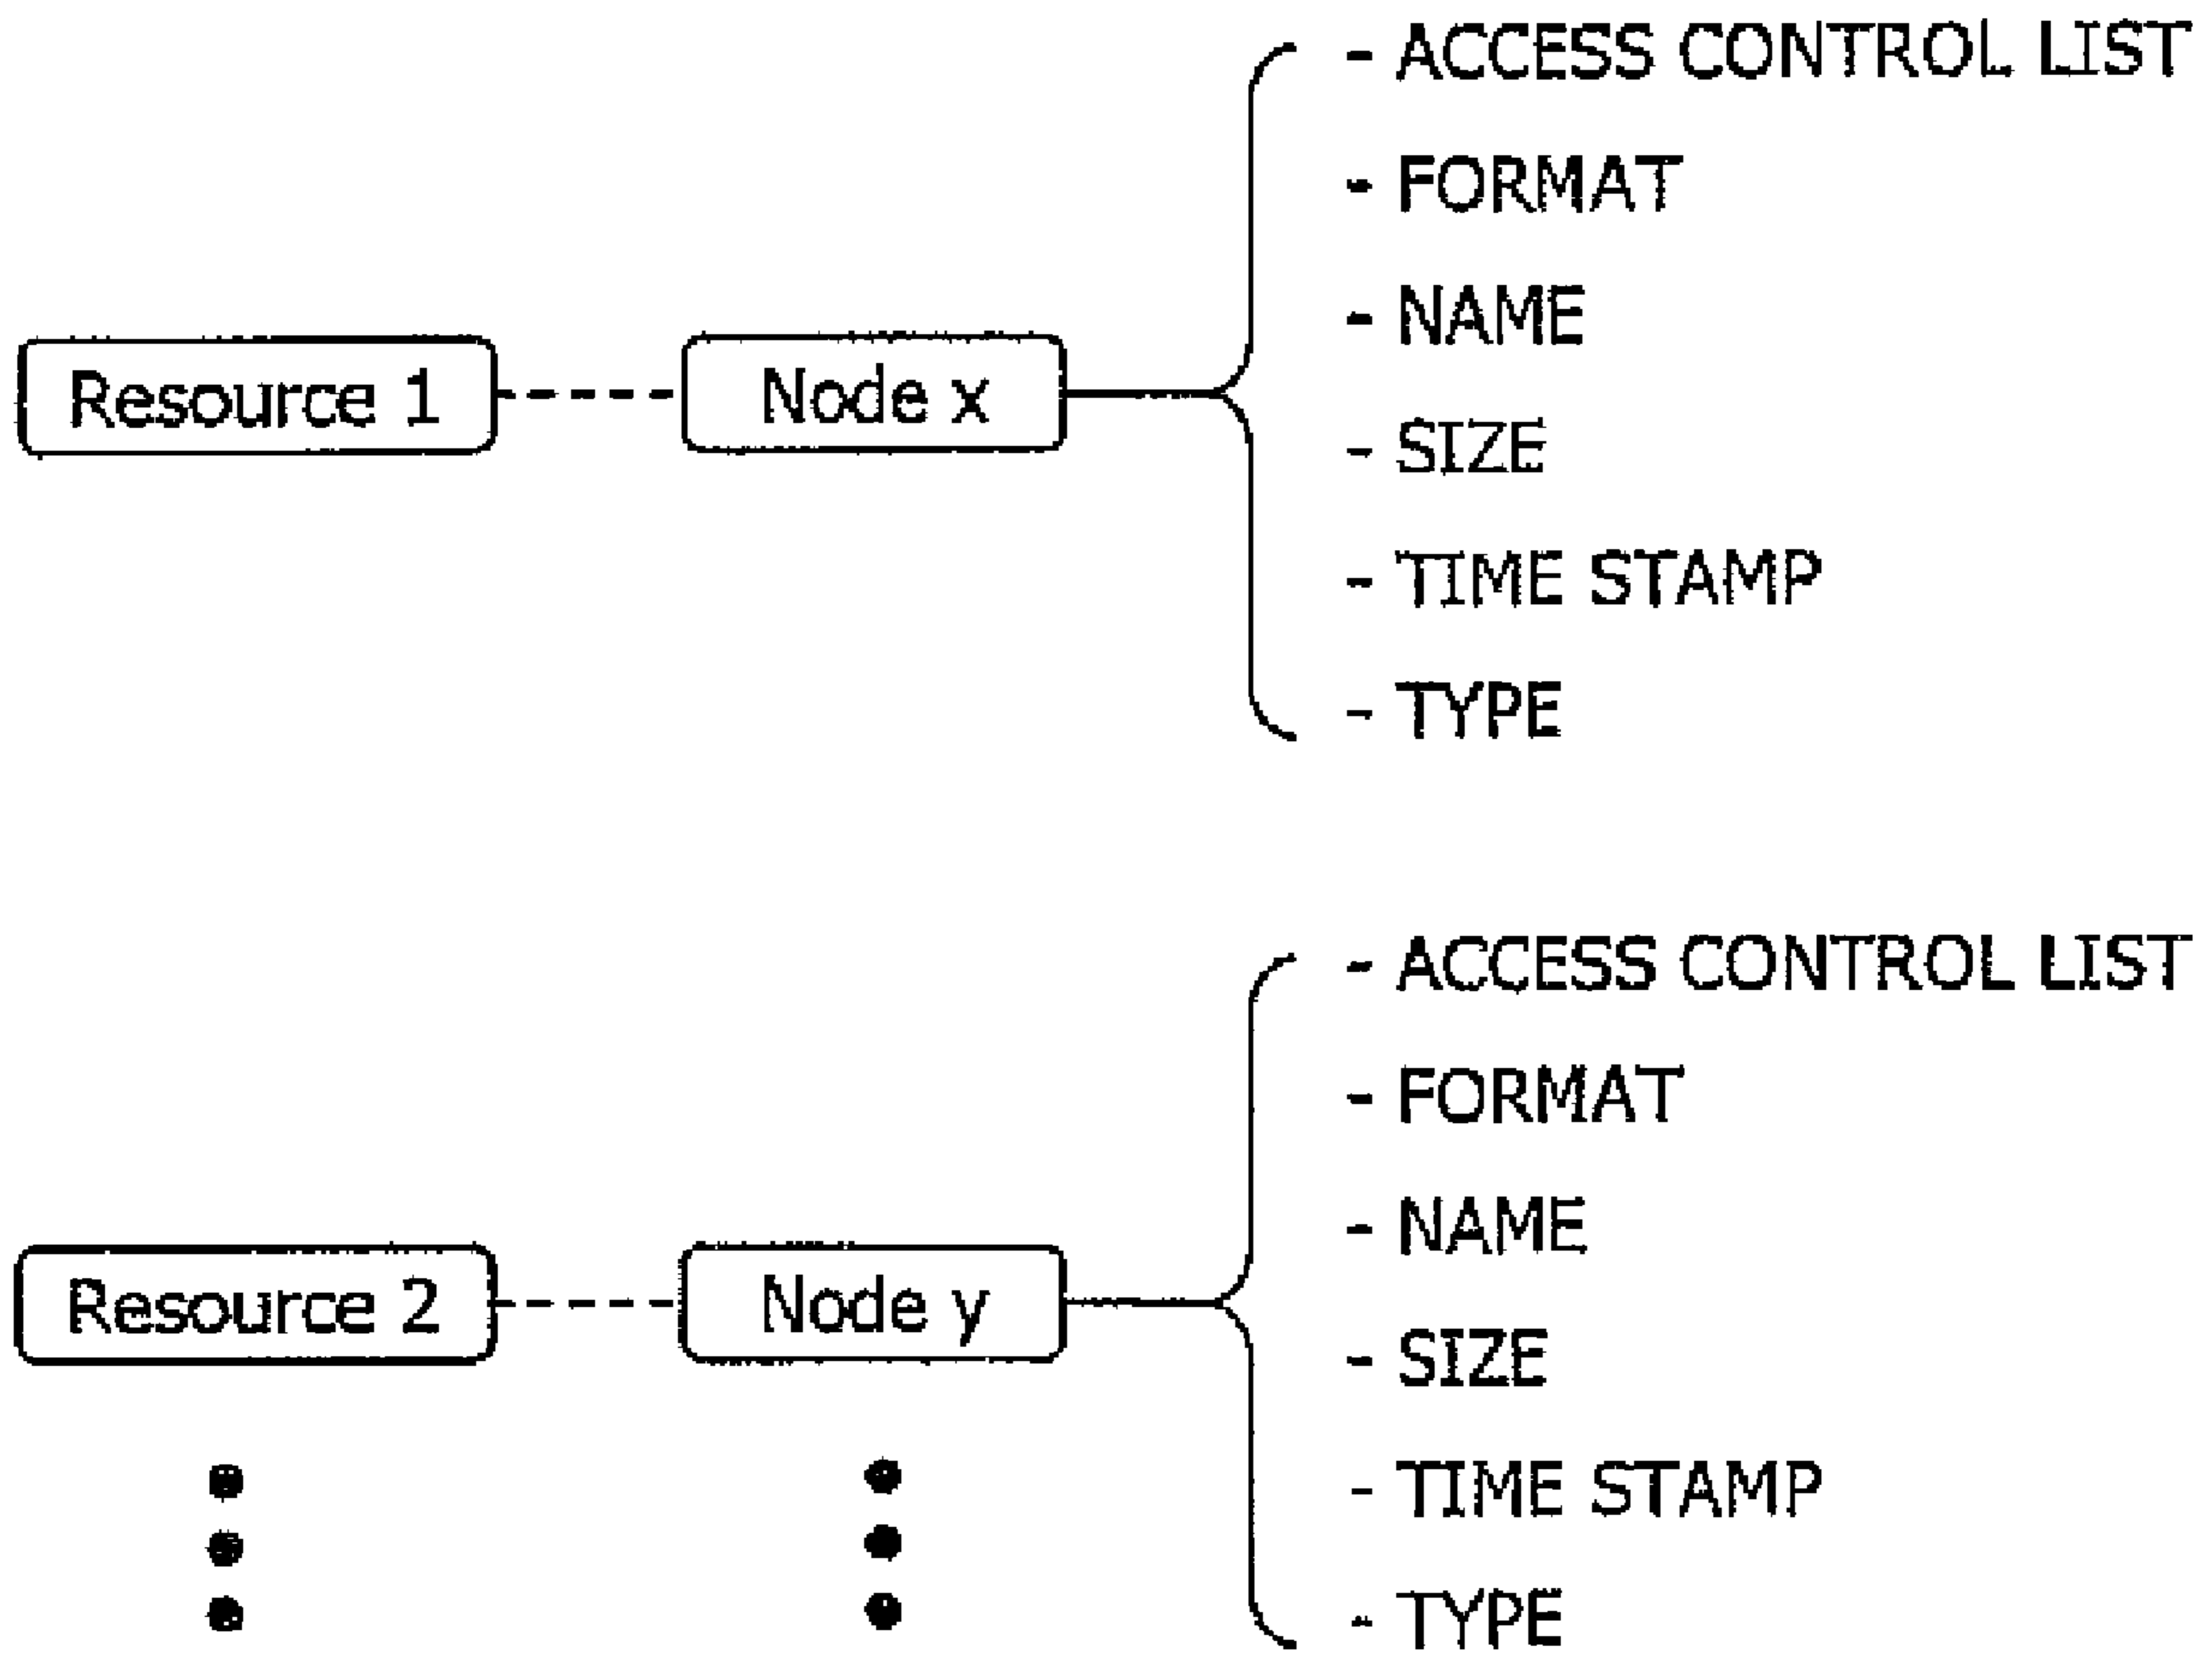 - ACCESS CONTROL LIST
- FORMAT
- NAME
Resource 1
Node x
- SIZE
- TIME STAMP
- TYPE
- ACCESS CONTROL LIST
- FORMAT
- NAME
Resource 2
Node y
- SIZE
- TIME STAMP
- TYPE